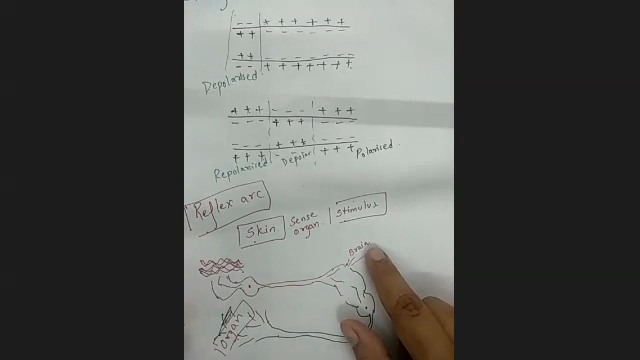 -- | + + + + + + +
++ | - - - - - - -
++ | - - - - - - -
-- | + + + + + + +
Depolarised
+ + + | - - - | + + +
- - - | + + + | - - -
- - - | + + + | - - -
+ + + | - - - | + + +
Repolarised Depolar Polarised
Reflex arc
Skin Sense organ Stimulus
Brain
Organ